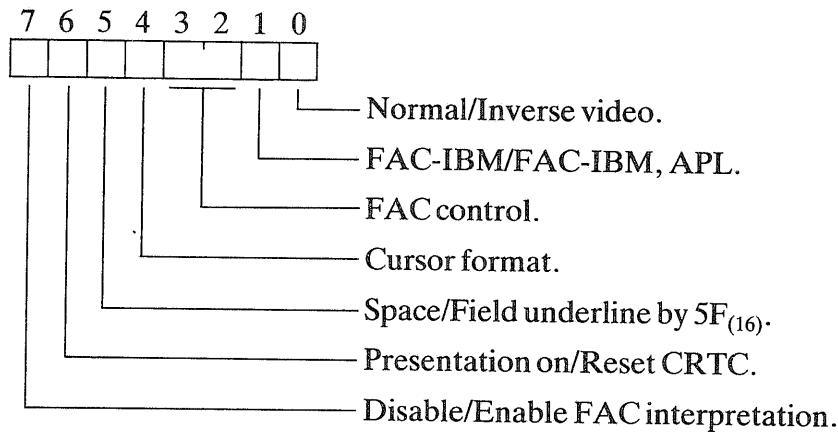 7 6 5 4 3 2 1 0
Normal/Inverse video.
FAC-IBM/FAC-IBM, APL.
FAC control.
Cursor format.
Space/Field underline by 5F(16).
Presentation on/Reset CRTC.
Disable/Enable FAC interpretation.